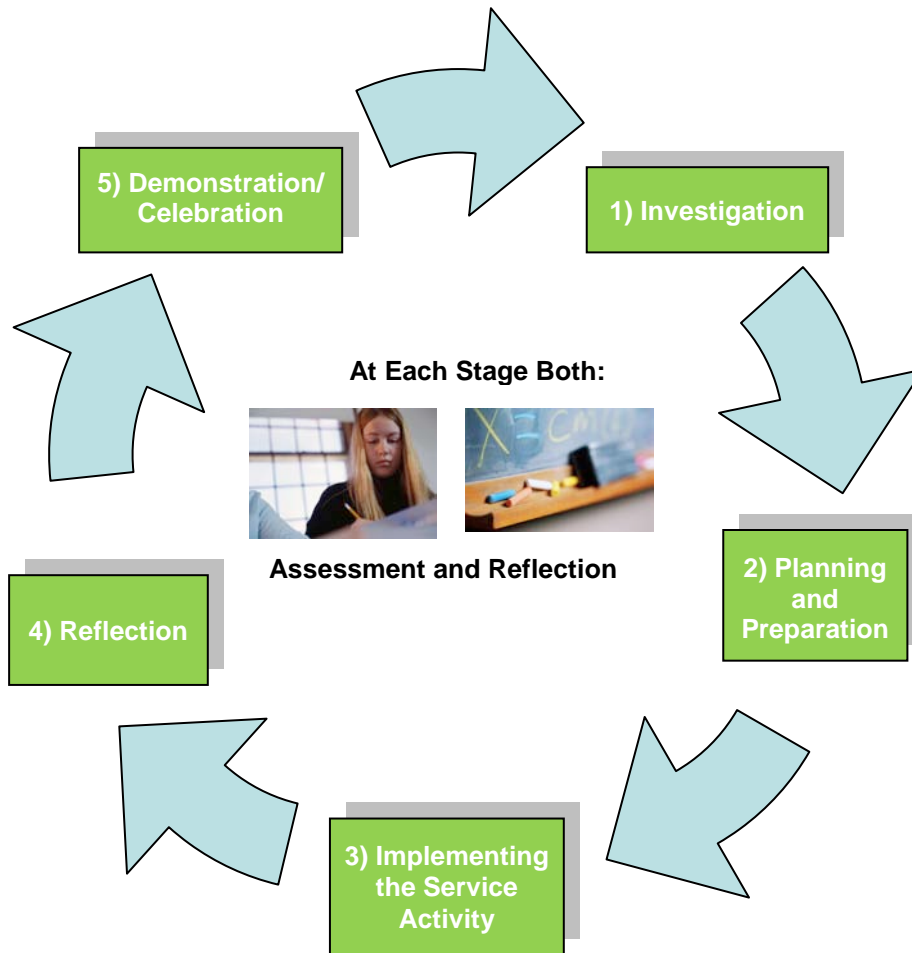 5) Demonstration/
Celebration
1) Investigation
At Each Stage Both:
X = cm(
Assessment and Reflection
2) Planning
and
Preparation
4) Reflection
3) Implementing
the Service
Activity